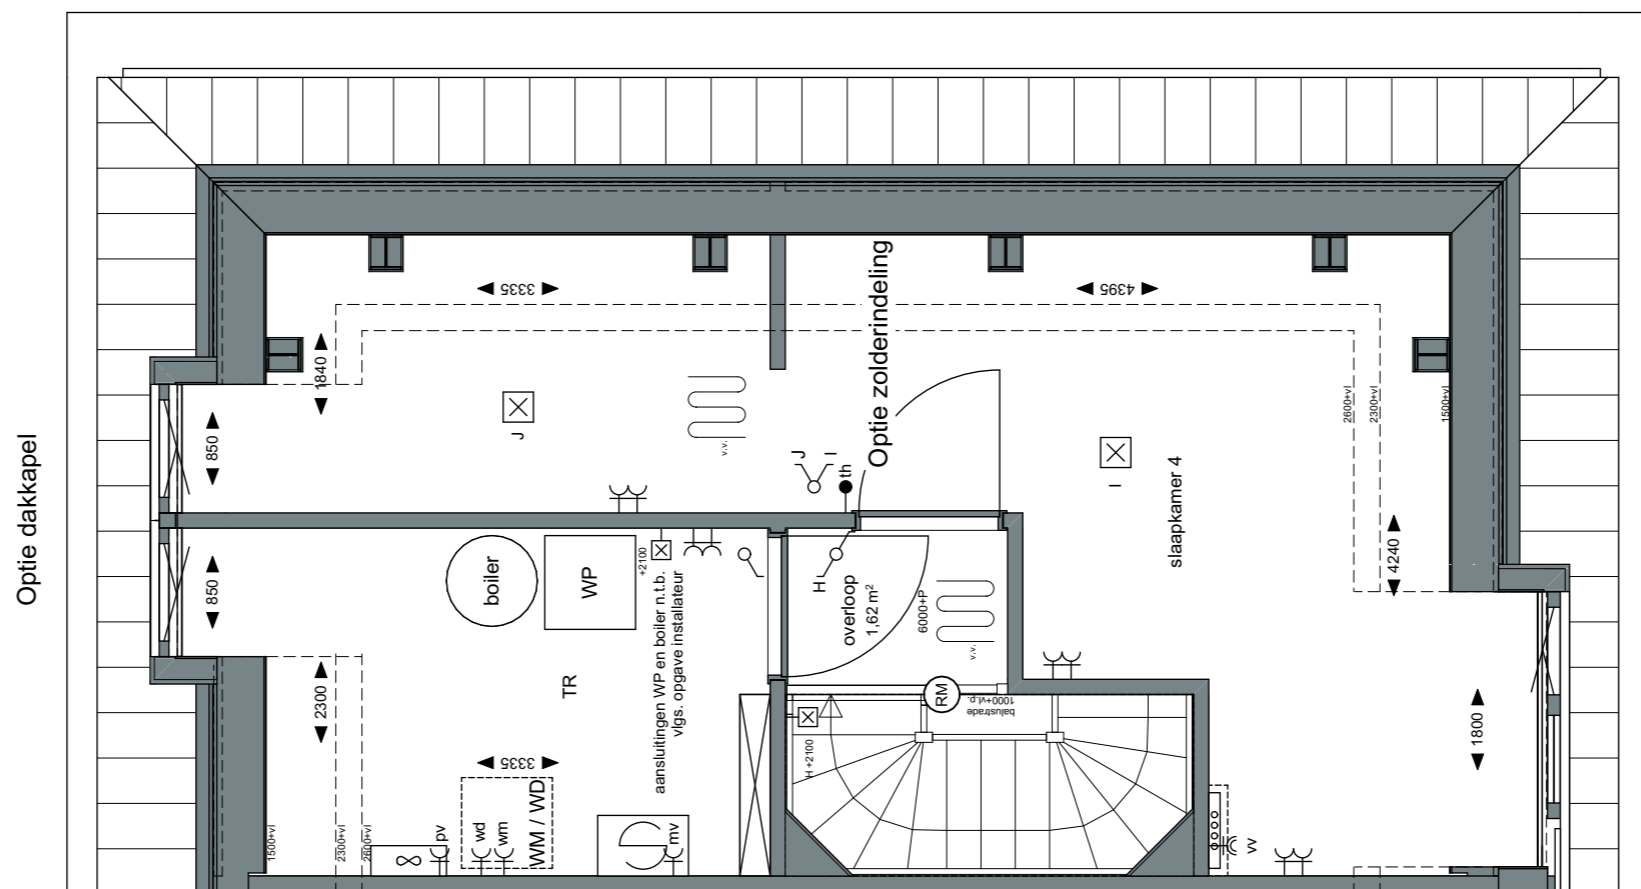 Optie dakkapel
3335
4395
1840
850
J
v.v.
J
I
th
Optie zolderindeling
I
slaapkamer 4
2600+vl
2300+vl
1500+vl
4240
850
boiler
WP
+2100
aansluitingen WP en boiler n.t.b.
vlgs. opgave installateur
H
overloop
1,62 m²
6000+P
v.v.
TR
2300
3335
RM
balustrade
1000+vl.p.
H +2100
1800
1500+vl
2300+vl
2600+vl
pv
wd
wm
WM / WD
mv
vv